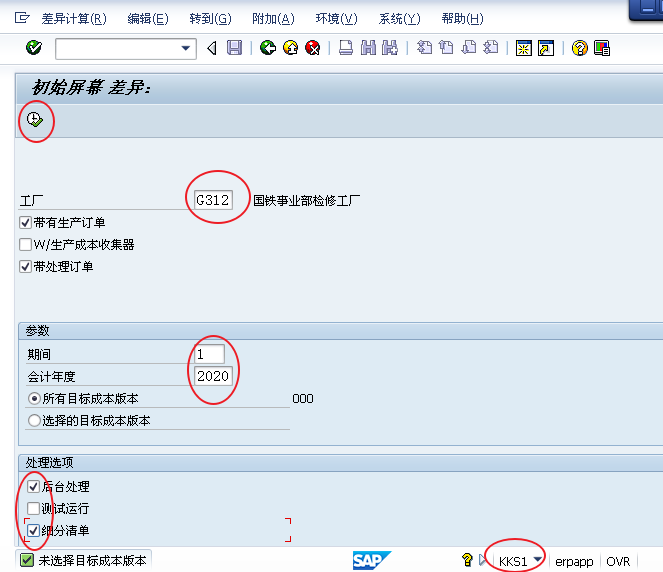 差异计算(R) 编辑(E) 转到(G) 附加(A) 环境(V) 系统(Y) 帮助(H)
初始屏幕 差异:
工厂 G312 国铁事业部检修工厂
带有生产订单
W/生产成本收集器
带处理订单
参数
期间 1
会计年度 2020
所有目标成本版本 000
选择的目标成本版本
处理选项
后台处理
测试运行
细分清单
未选择目标成本版本 SAP KKS1 erpapp OVR